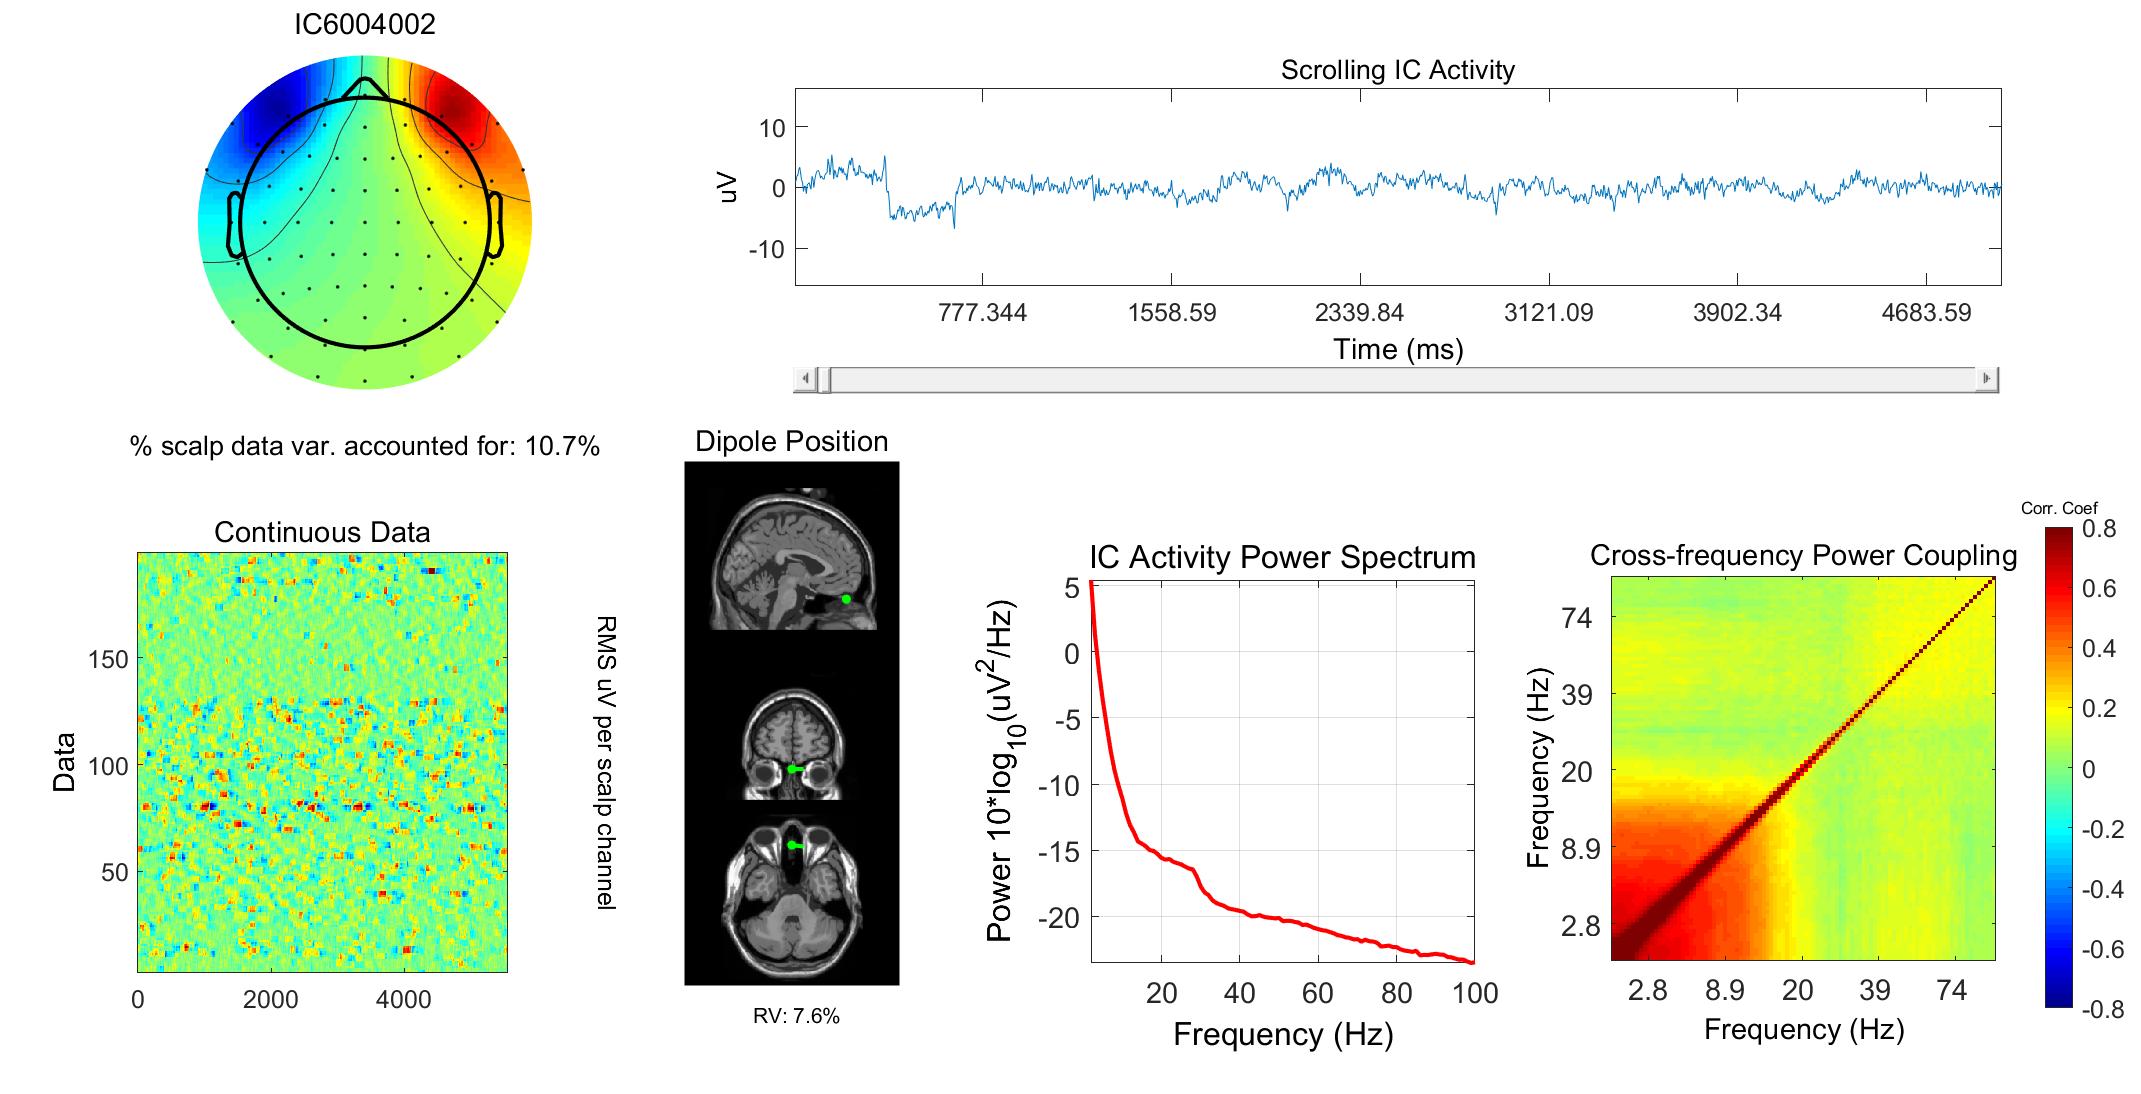 IC6004002
Scrolling IC Activity
uV
10
0
-10
777.344 1558.59 2339.84 3121.09 3902.34 4683.59
Time (ms)
% scalp data var. accounted for: 10.7%
Continuous Data
Data
150
100
50
0 2000 4000
RMS uV per scalp channel
Dipole Position
RV: 7.6%
IC Activity Power Spectrum
Power 10*log10(uV2/Hz)
5
0
-5
-10
-15
-20
20 40 60 80 100
Frequency (Hz)
Cross-frequency Power Coupling
Frequency (Hz)
74
39
20
8.9
2.8
2.8 8.9 20 39 74
Frequency (Hz)
Corr. Coef
0.8
0.6
0.4
0.2
0
-0.2
-0.4
-0.6
-0.8